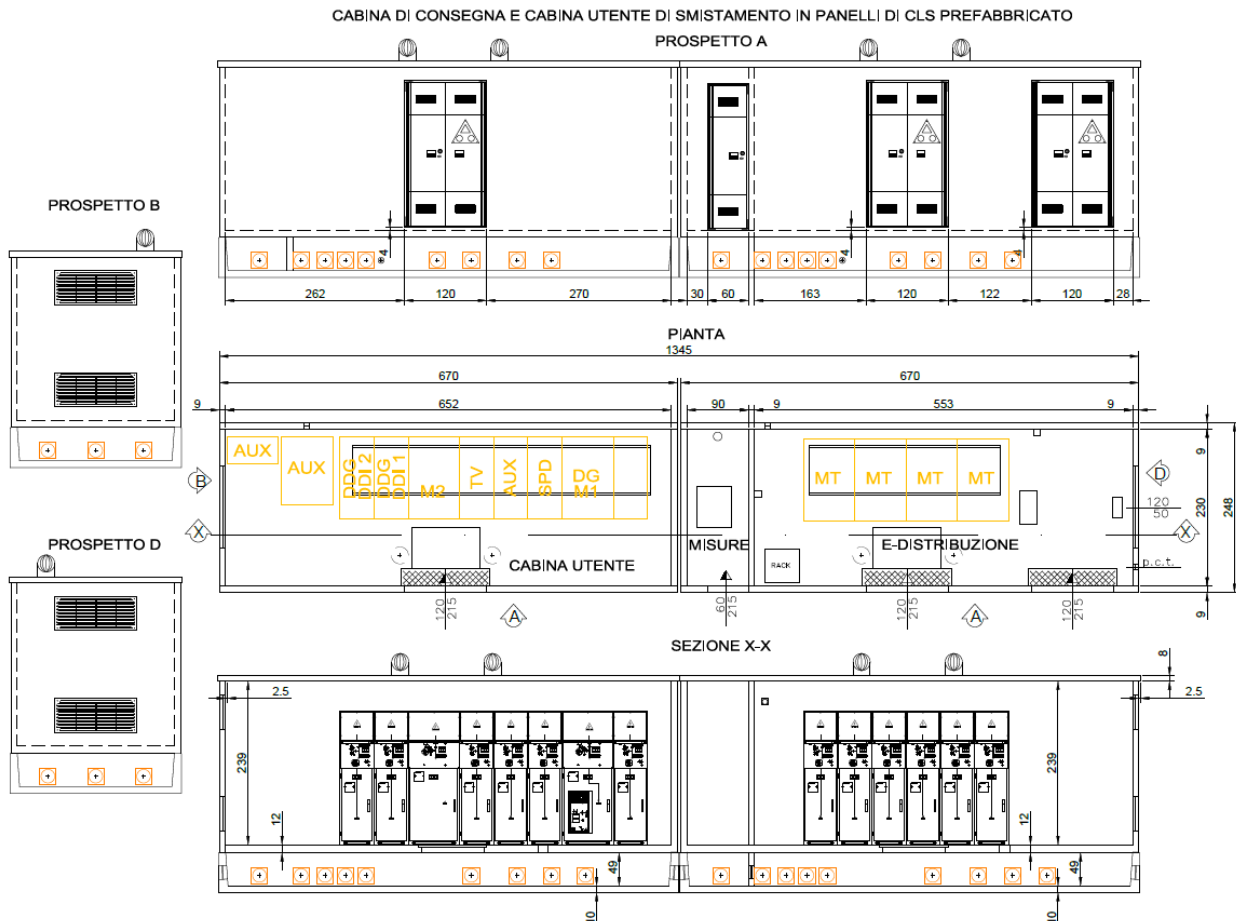 CABINA DI CONSEGNA E CABINA UTENTE DI SMISTAMENTO IN PANELLI DI CLS PREFABBRICATO
PROSPETTO A
PROSPETTO B
4 4 4
262 120 270 30 60 163 120 122 120 28
PIANTA
1345
670 670
9 652 90 9 553 9
AUX AUX DDG DDI 2 DDG DDI 1 M2 TV AUX SPD DG M1 MT MT MT MT
B D
9
230
248
9
120
50
X X
PROSPETTO D
MISURE E-DISTRIBUZIONE
CABINA UTENTE RACK p.c.t.
120
215
60
215
120
215
120
215
A A
SEZIONE X-X
8
2.5 2.5
239 239
12 12
49 49